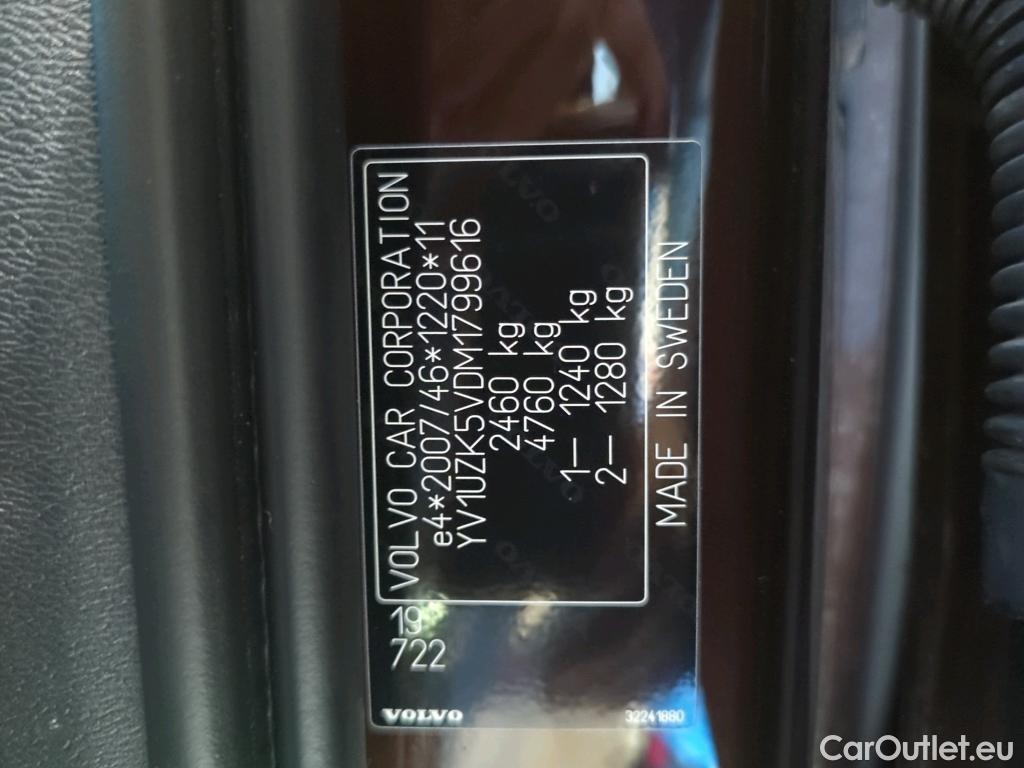 VOLVO CAR CORPORATION
e4*2007/46*1220*11
YV1UZK5VDM1799616
2460 kg
4760 kg
1– 1240 kg
2– 1280 kg
MADE IN SWEDEN
19
722
VOLVO
32241880
CarOutlet.eu